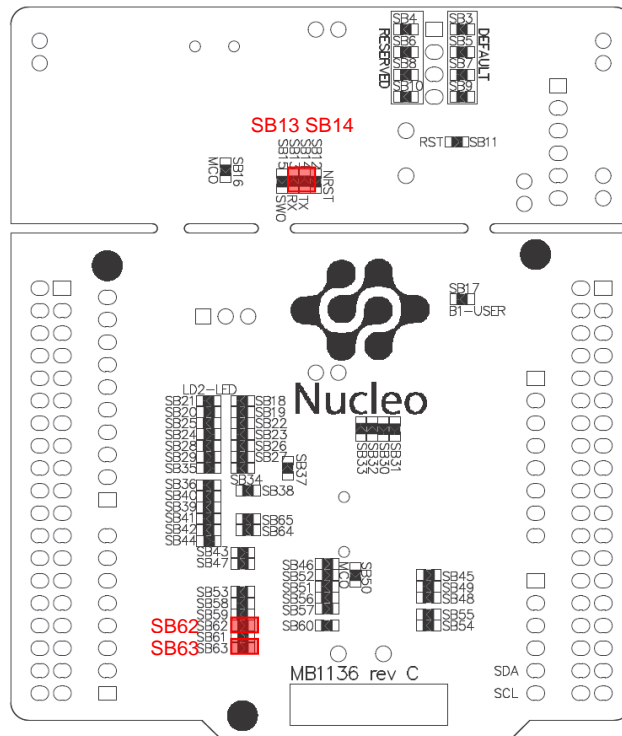 SB4
SB6
SB8
SB10
RESERVED
SB3
SB5
SB7
SB9
DEFAULT
SB13 SB14
RST SB11
MCO
SB16
SB15
SB13
SB14
SB12
SWO
RX
TX
NRST
SB17
B1-USER
Nucleo
LD2-LED
SB21
SB20
SB25
SB24
SB28
SB29
SB35
SB18
SB19
SB22
SB23
SB26
SB27
SB33
SB32
SB30
SB31
SB37
SB34
SB38
SB36
SB40
SB39
SB41
SB42
SB44
SB65
SB64
SB43
SB47
SB53
SB58
SB59
SB62
SB61
SB63
SB62
SB63
SB46
SB52
SB51
SB56
SB57
SB60
MCO
SB50
SB45
SB49
SB48
SB55
SB54
MB1136 rev C
SDA
SCL